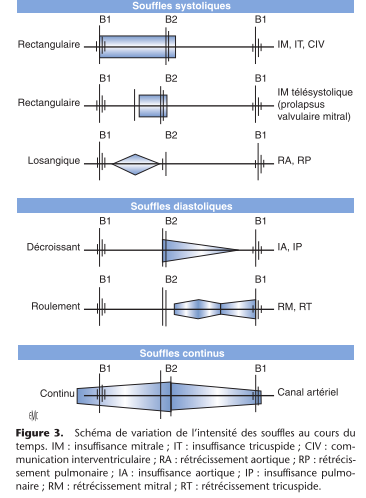 Souffles systoliques
B1 B2 B1
Rectangulaire IM, IT, CIV
B1 B2 B1
Rectangulaire IM télésystolique
(prolapsus
valvulaire mitral)
B1 B2 B1
Losangique RA, RP
Souffles diastoliques
B1 B2 B1
Décroissant IA, IP
B1 B2 B1
Roulement RM, RT
Souffles continus
B1 B2 B1
Continu Canal artériel
EMC
Figure 3. Schéma de variation de l'intensité des souffles au cours du
temps. IM : insuffisance mitrale ; IT : insuffisance tricuspide ; CIV : com-
munication interventriculaire ; RA : rétrécissement aortique ; RP : rétrécis-
sement pulmonaire ; IA : insuffisance aortique ; IP : insuffisance pulmo-
naire ; RM : rétrécissement mitral ; RT : rétrécissement tricuspide.